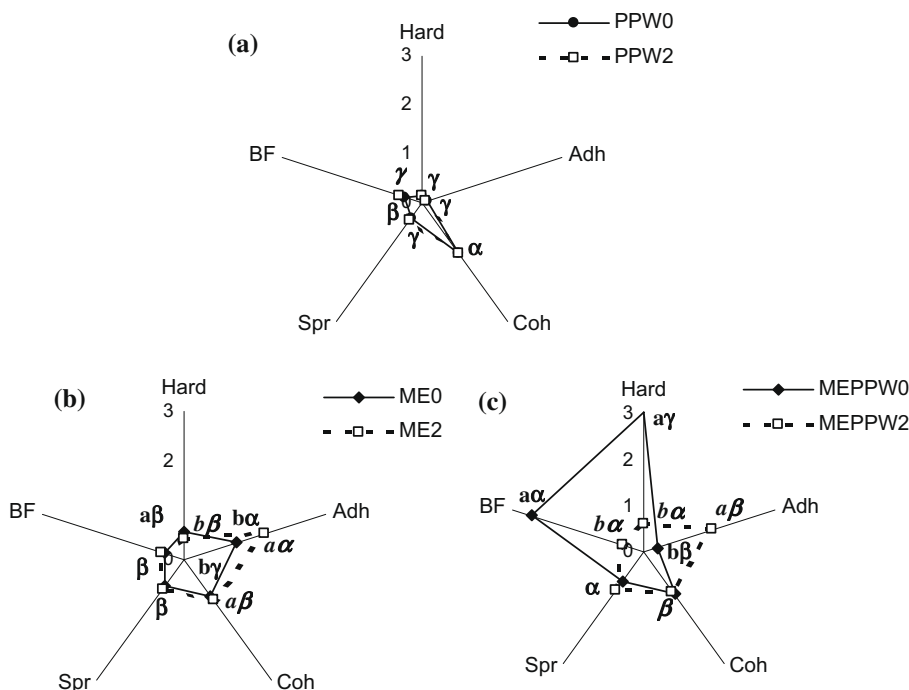 (a)
Hard
PPW0
PPW2
3
2
1
0
BF
Adh
γ
γ
γ
β
γ
α
Spr
Coh
(b)
Hard
ME0
ME2
3
2
BF
Adh
aβ
bβ
bα
aα
0
β
bγ
β
aβ
Spr
Coh
(c)
Hard
MEPPW0
MEPPW2
3
aγ
2
1
0
BF
aα
Adh
bα
bα
aβ
bβ
α
β
Spr
Coh